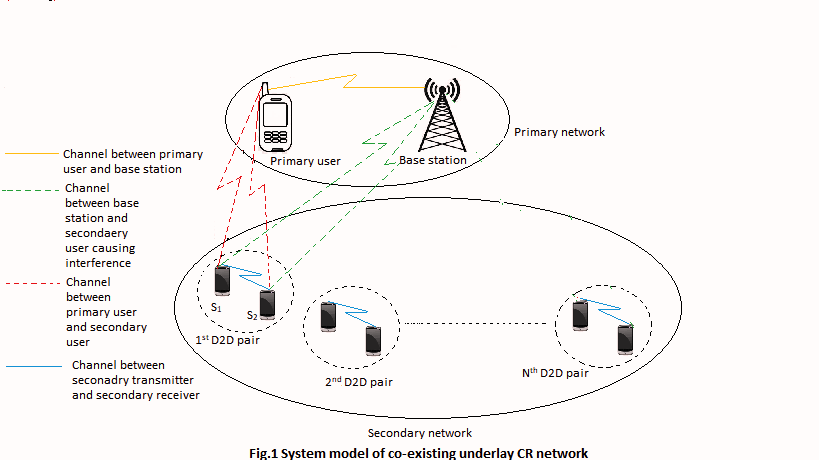 Primary network
Primary user
Base station
Channel between primary
user and base station
Channel
between base
station and
secondaery
user causing
interference
Channel
between
primary user
and secondary
user
Channel between
seconadry transmitter
and secondary receiver
S1
S2
1st D2D pair
2nd D2D pair
Nth D2D pair
Secondary network
Fig.1 System model of co-existing underlay CR network